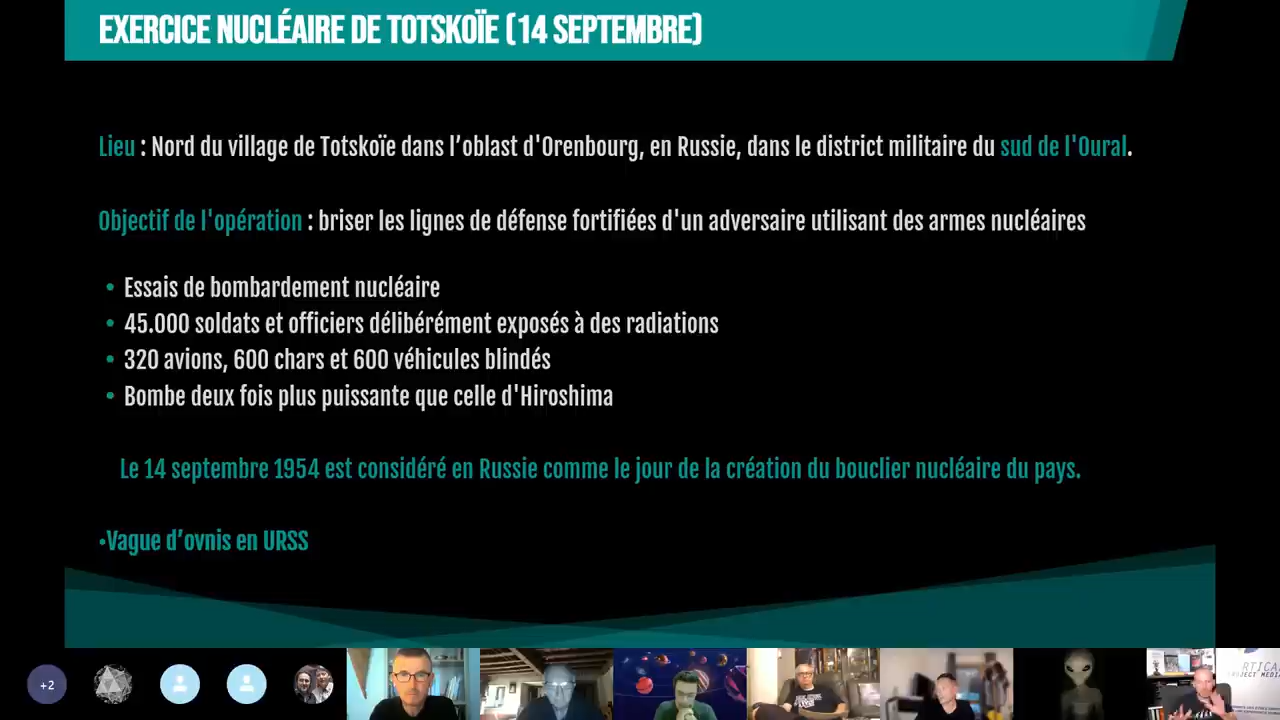 EXERCICE NUCLÉAIRE DE TOTSKOÏE (14 SEPTEMBRE)
Lieu : Nord du village de Totskoïe dans l’oblast d'Orenbourg, en Russie, dans le district militaire du sud de l'Oural.
Objectif de l'opération : briser les lignes de défense fortifiées d'un adversaire utilisant des armes nucléaires
• Essais de bombardement nucléaire
• 45.000 soldats et officiers délibérément exposés à des radiations
• 320 avions, 600 chars et 600 véhicules blindés
• Bombe deux fois plus puissante que celle d'Hiroshima
Le 14 septembre 1954 est considéré en Russie comme le jour de la création du bouclier nucléaire du pays.
•Vague d’ovnis en URSS
+2
RTICA
PROJECT MEDIA